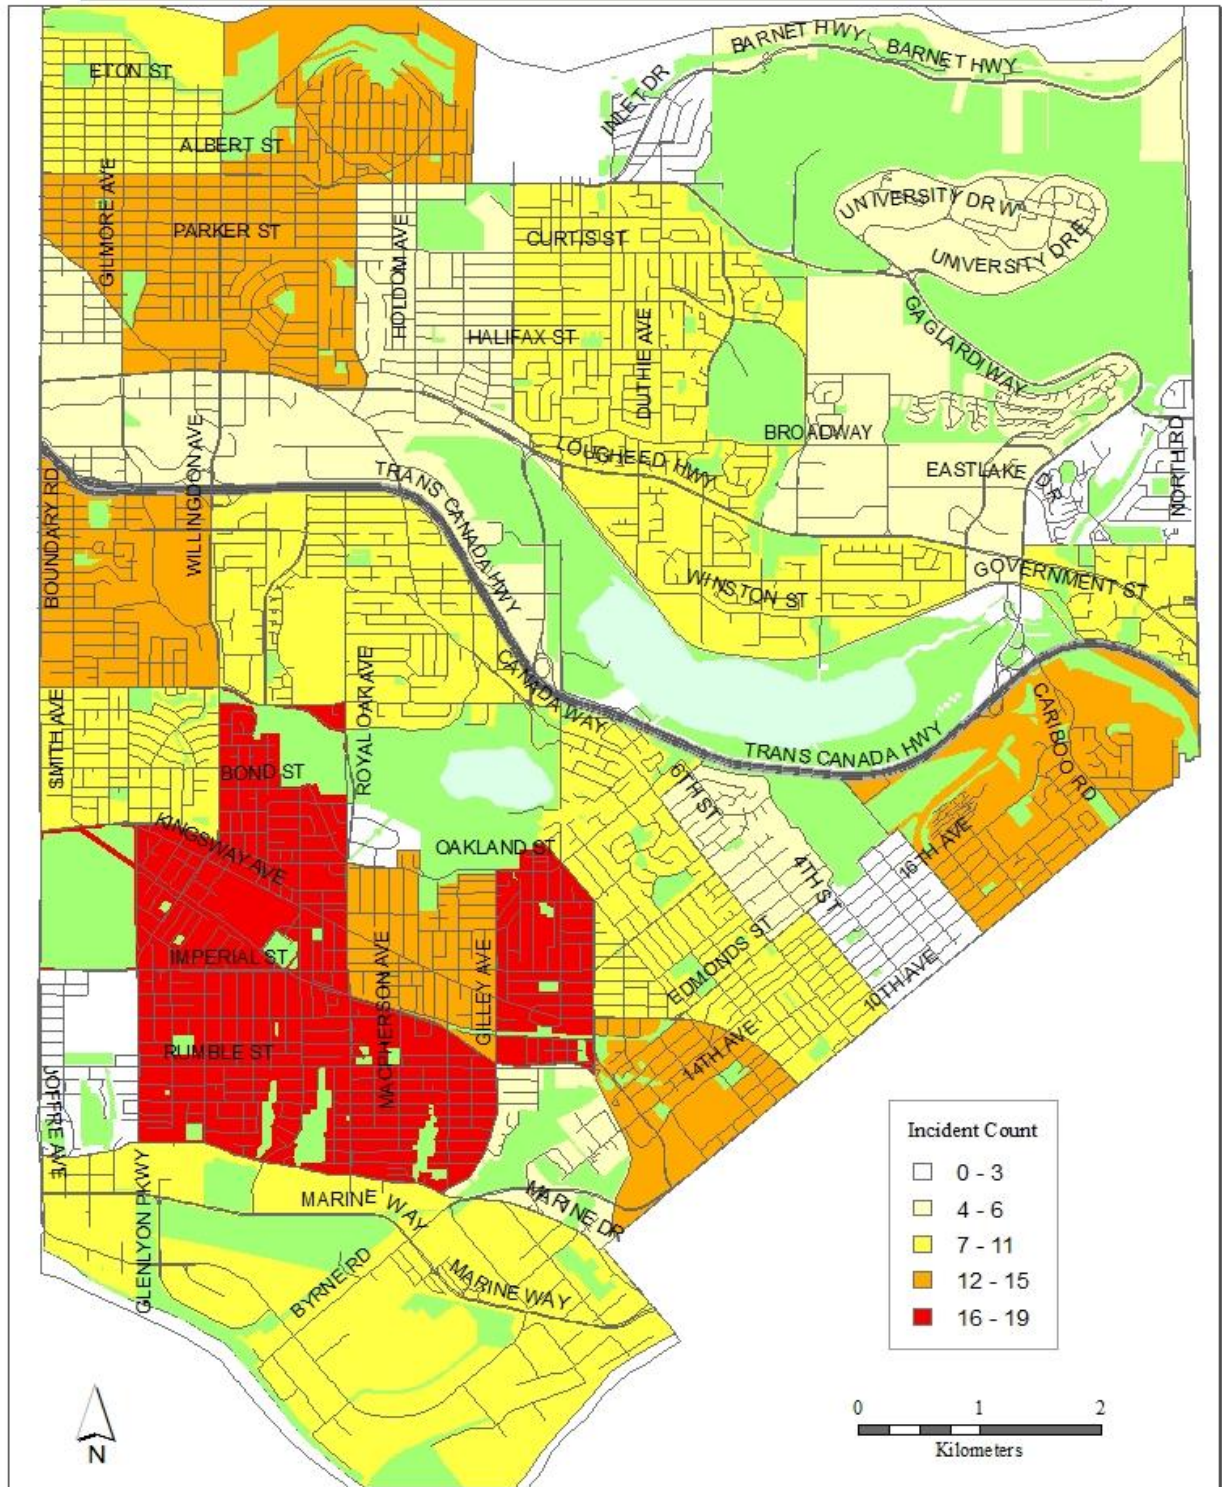 BARNET HWY
BARNET HWY
ETON ST
INLET DR
ALBERT ST
GILMORE AVE
PARKER ST
HOLDOM AVE
CURTIS ST
UNIVERSITY DR W
UNIVERSITY DR E
HALIFAX ST
DUTHIE AVE
GAGLARDI WAY
BROADWAY
LOUGHEED HWY
EASTLAKE DR
NORTH RD
WILLINGDON AVE
TRANS CANADA HWY
BOUNDARY RD
WINSTON ST
GOVERNMENT ST
CANADA WAY
ROYAL OAK AVE
SMITH AVE
BOND ST
TRANS CANADA HWY
CARIBOO RD
6TH ST
KINGSWAY AVE
OAKLAND ST
4TH ST
16TH AVE
IMPERIAL ST
MACPHERSON AVE
GILLEY AVE
EDMONDS ST
10TH AVE
RUMBLE ST
14TH AVE
JOFFRE AVE
GLENLYON PKWY
MARINE WAY
MARINE DR
BYRNE RD
MARINE WAY
Incident Count
0 - 3
4 - 6
7 - 11
12 - 15
16 - 19
N
0 1 2
Kilometers